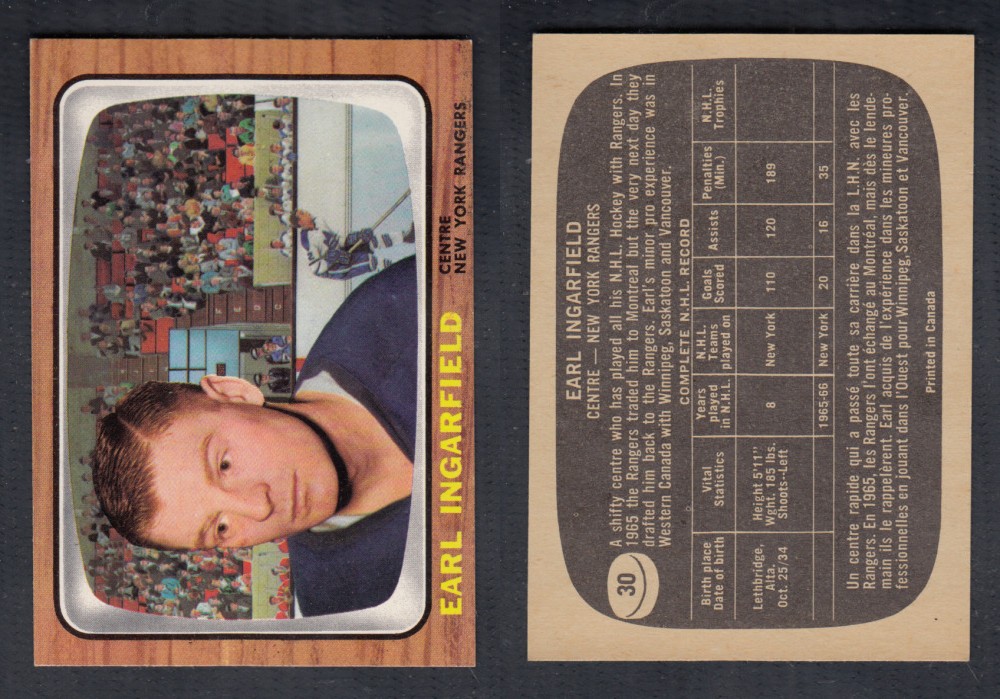 EARL INGARFIELD
CENTRE
NEW YORK RANGERS
30
EARL INGARFIELD
CENTRE — NEW YORK RANGERS
A shifty centre who has played all his N.H.L. hockey with Rangers. In
1965 the Rangers traded him to Montreal but the very next day they
drafted him back to the Rangers. Earl's minor pro experience was in
Western Canada with Winnipeg, Saskatoon and Vancouver.
COMPLETE N.H.L. RECORD
Birth place Date of birth | Vital Statistics | Years played in N.H.L. | N.H.L. Teams played on | Goals Scored | Assists | Penalties (Min.) | N.H.L. Trophies
Lethbridge, Alta. Oct. 25/34 | Height 5'11" Wght. 185 lbs. Shoots--Left | 8 | New York | 110 | 120 | 189
1965-66 | New York | 20 | 16 | 35
Un centre rapide qui a passé toute sa carrière dans la L.H.N. avec les
Rangers. En 1965, les Rangers l'ont échangé au Montréal, mais dès le lende-
main ils le rappelèrent. Earl acquis de l'expérience dans les mineures pro-
fessionnelles en jouant dans l'Ouest pour Winnipeg, Saskatoon et Vancouver.
Printed in Canada